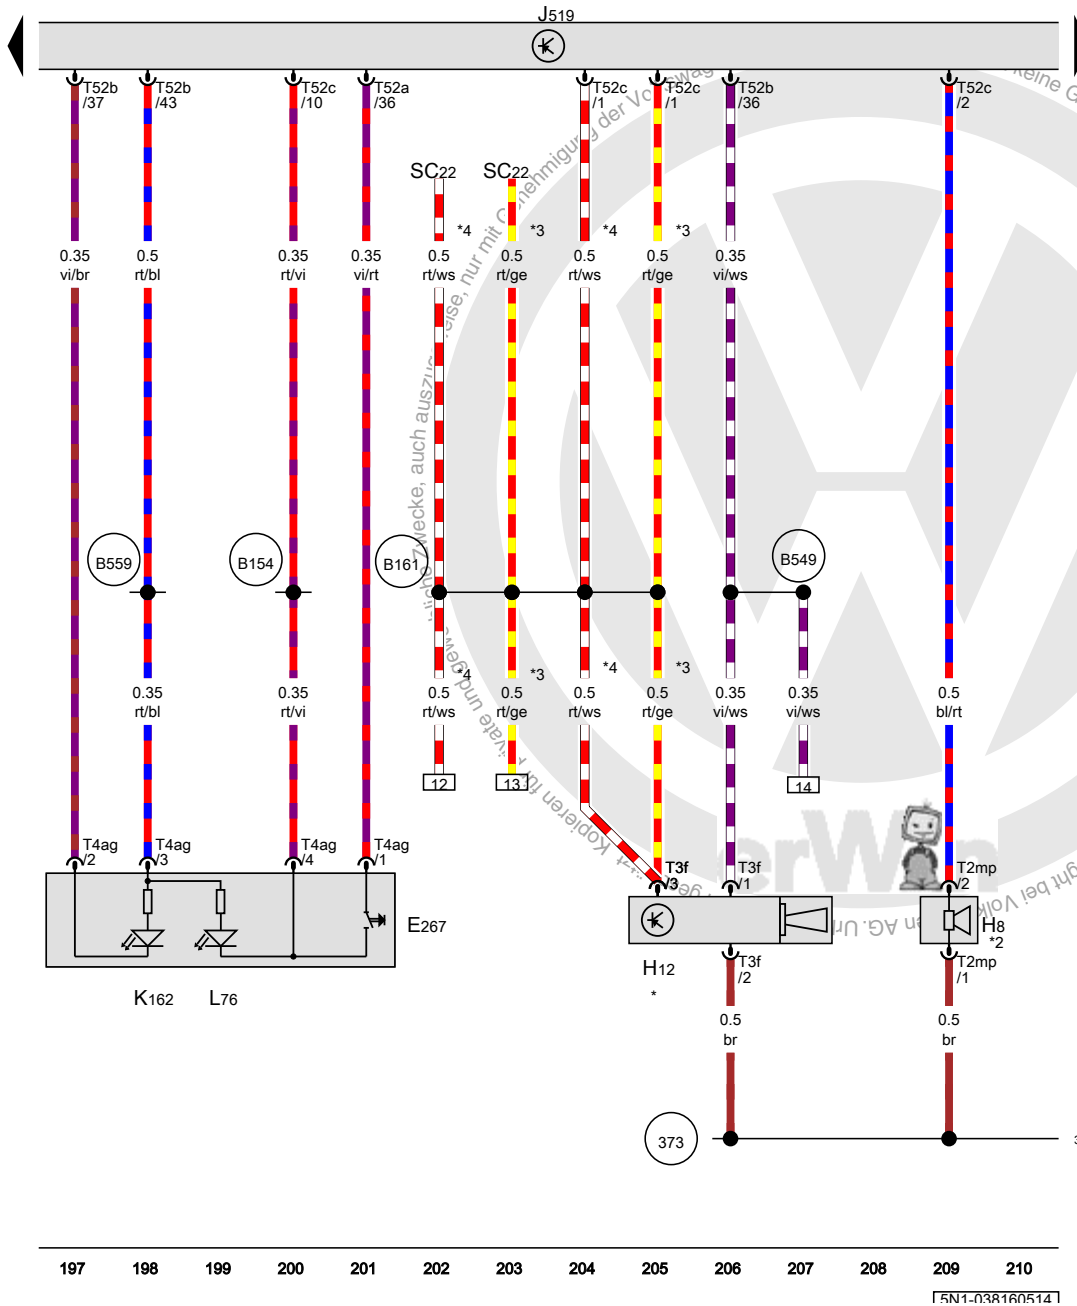 J519
T52b
/37
T52b
/43
T52c
/10
T52a
/36
T52c
/1
T52c
/1
T52b
/36
T52c
/2
SC22
SC22
*4
*3
*4
*3
0.35
vi/br
0.5
rt/bl
0.35
rt/vi
0.35
vi/rt
0.5
rt/ws
0.5
rt/ge
0.5
rt/ws
0.5
rt/ge
0.35
vi/ws
B559
B154
B161
B549
*4
*3
*4
*3
0.35
rt/bl
0.35
rt/vi
0.5
rt/ws
0.5
rt/ge
0.5
rt/ws
0.5
rt/ge
0.35
vi/ws
0.35
vi/ws
0.5
bl/rt
12
13
14
T4ag
/2
T4ag
/3
T4ag
/4
T4ag
/1
T3f
/3
T3f
/1
T2mp
/2
E267
H8
*2
K162
L76
H12
*
T3f
/2
T2mp
/1
0.5
br
0.5
br
373
197 198 199 200 201 202 203 204 205 206 207 208 209 210
5N1-038160514